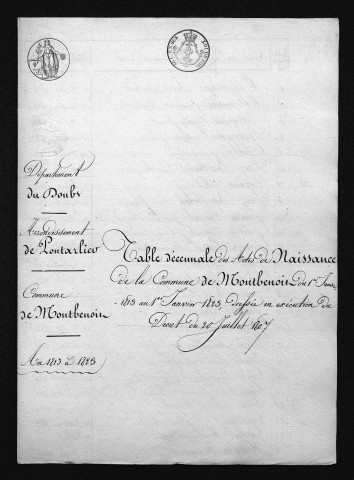 Département
du Doubs
Arrondissement
de Pontarlier
Commune
de Montbenoit
An 1813 à 1823
Table décennale des Actes de Naissance
de la Commune de Montbenoit du 1er Janv.
1813 au 1er Janvier 1823, dressée en exécution du
Décret du 20 Juillet 1807